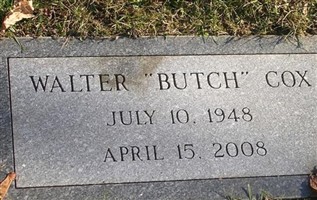 WALTER "BUTCH" COX
JULY 10, 1948
APRIL 15, 2008